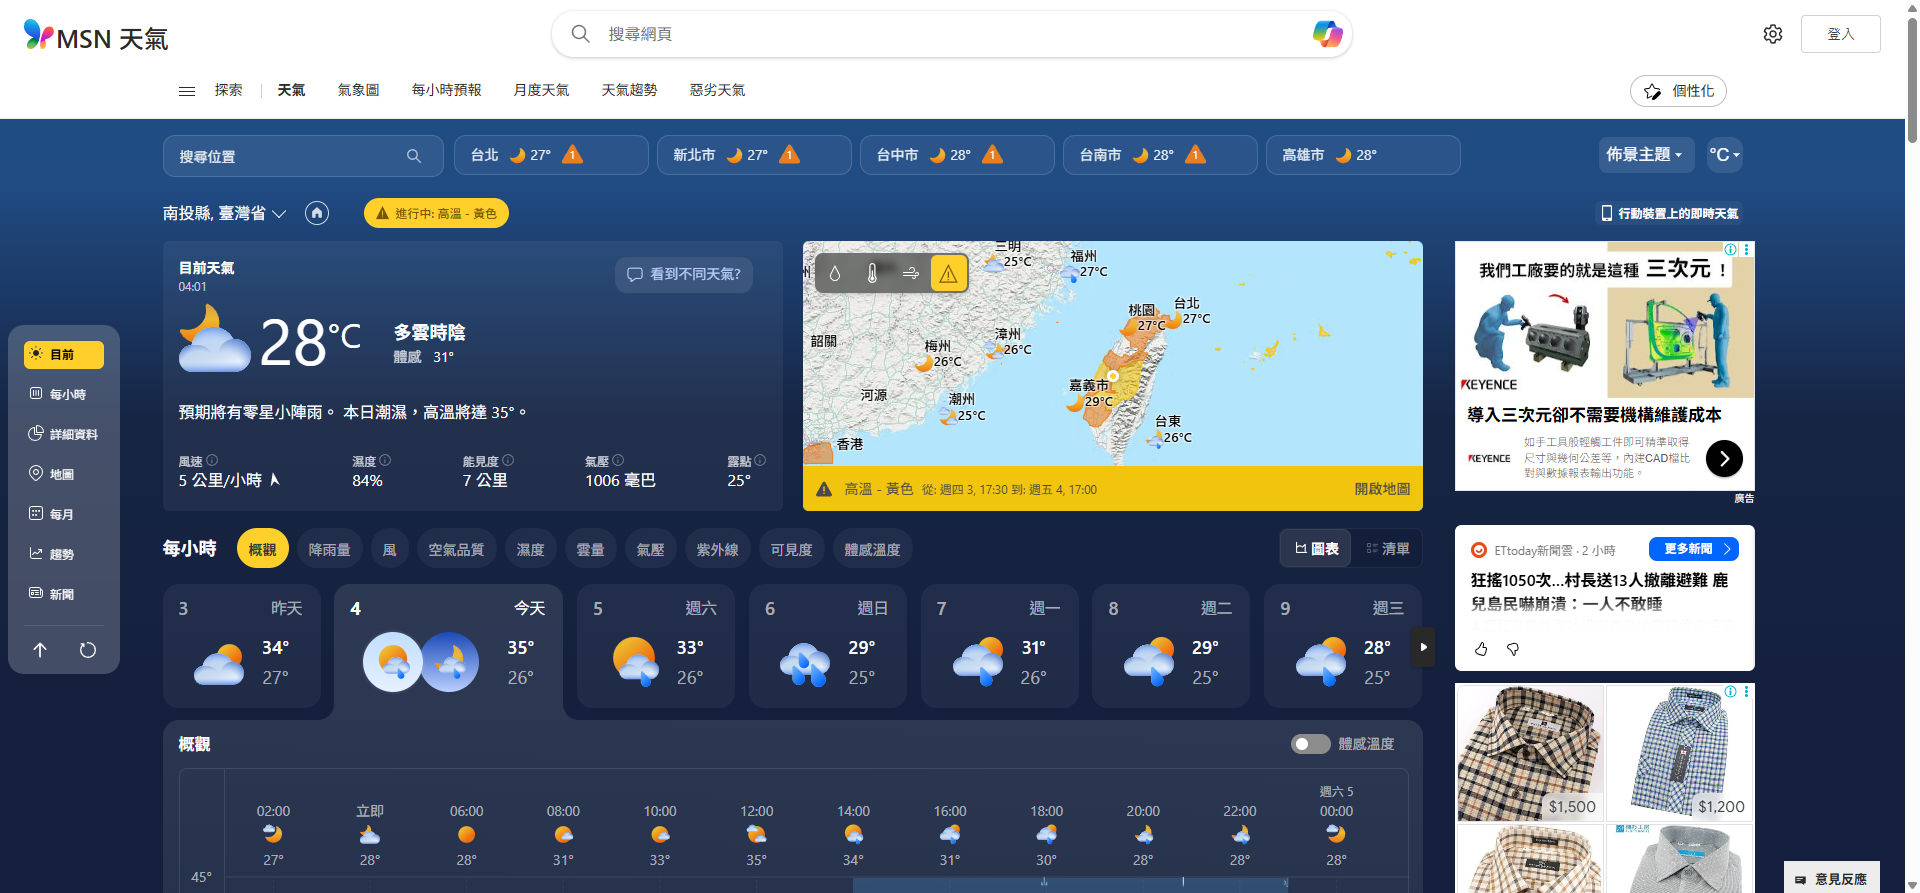 MSN 天氣
搜尋網頁
登入
探索
天氣
氣象圖
每小時預報
月度天氣
天氣趨勢
惡劣天氣
個性化
搜尋位置
台北 27° 1
新北市 27° 1
台中市 28° 1
台南市 28° 1
高雄市 28°
佈景主題
°C
南投縣, 臺灣省
進行中: 高溫 - 黃色
行動裝置上的即時天氣
目前
每小時
詳細資料
地圖
每月
趨勢
新聞
目前天氣
04:01
看到不同天氣?
28°C
多雲時陰
體感 31°
預期將有零星小陣雨。 本日潮濕，高溫將達 35°。
風速
5 公里/小時
濕度
84%
能見度
7 公里
氣壓
1006 毫巴
露點
25°
三明
25°C
福州
27°C
州
韶關
桃園
27°C
台北
27°C
漳州
26°C
梅州
26°C
河源
潮州
25°C
嘉義市
29°C
台東
26°C
香港
高溫 - 黃色 從: 週四 3, 17:30 到: 週五 4, 17:00
開啟地圖
我們工廠要的就是這種 三次元 !
KEYENCE
導入三次元卻不需要機構維護成本
KEYENCE
如手工具般輕觸工件即可精準取得
尺寸與幾何公差等，內建CAD檔比
對與數據報表輸出功能。
廣告
每小時
概觀
降雨量
風
空氣品質
濕度
雲量
氣壓
紫外線
可見度
體感溫度
圖表
清單
3 昨天
34°
27°
4 今天
35°
26°
5 週六
33°
26°
6 週日
29°
25°
7 週一
31°
26°
8 週二
29°
25°
9 週三
28°
25°
ETtoday新聞雲 · 2 小時
更多新聞
狂搖1050次...村長送13人撤離避難 鹿
兒島民嚇崩潰：一人不敢睡
概觀
體感溫度
週六 5
02:00 立即 06:00 08:00 10:00 12:00 14:00 16:00 18:00 20:00 22:00 00:00
27° 28° 28° 31° 33° 35° 34° 31° 30° 28° 28° 28°
45°
$1,500
$1,200
意見反應